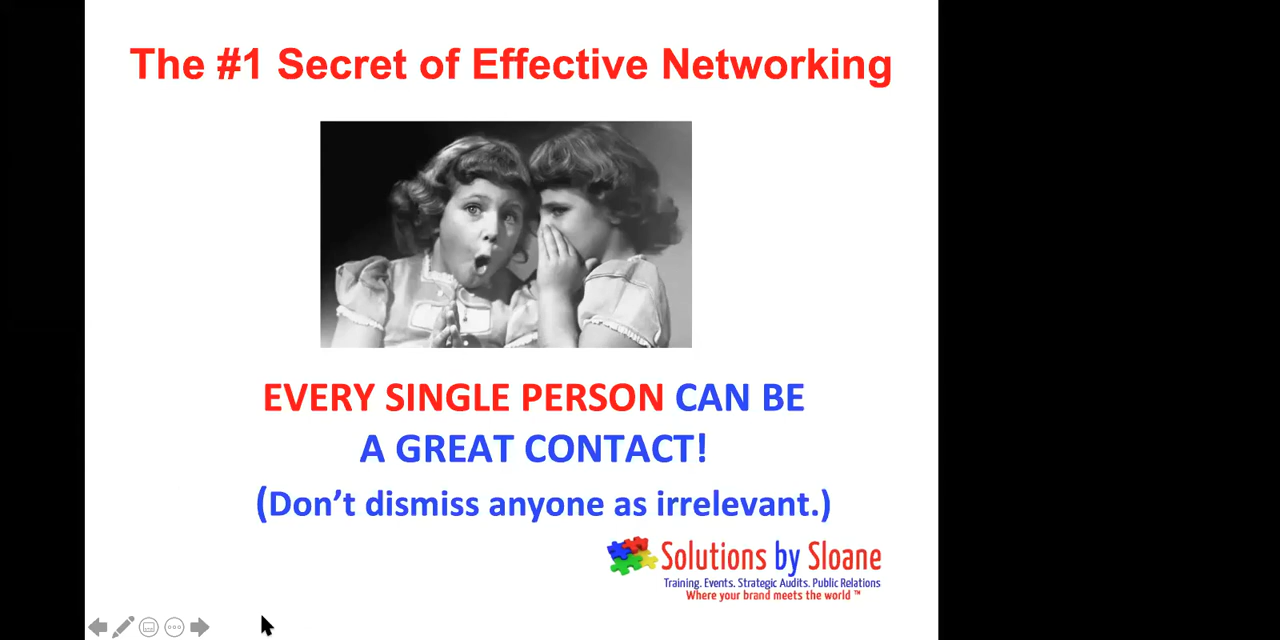 The #1 Secret of Effective Networking
EVERY SINGLE PERSON CAN BE
A GREAT CONTACT!
(Don’t dismiss anyone as irrelevant.)
Solutions by Sloane
Training. Events. Strategic Audits. Public Relations
Where your brand meets the world ™